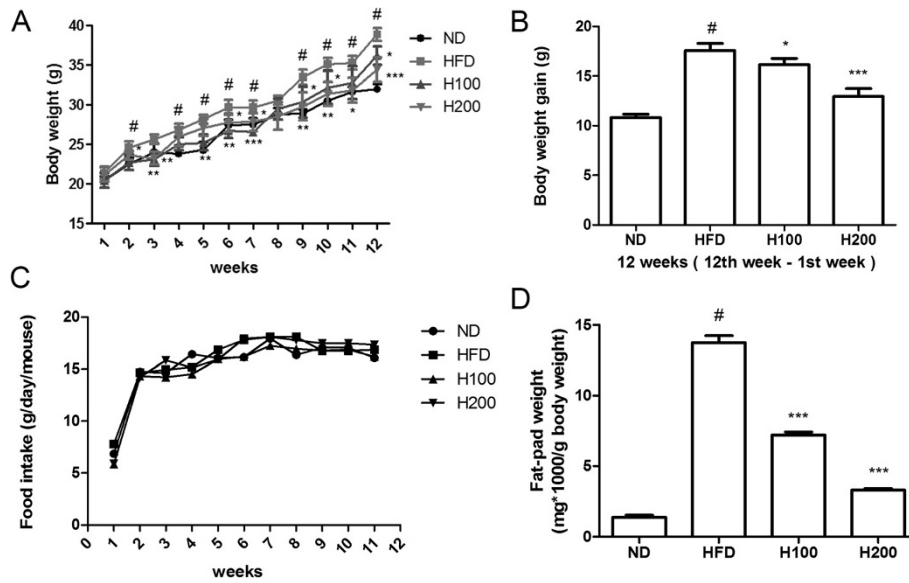 A
Body weight (g)
40
35
30
25
20
15
#
#
#
#
#
#
#
#
#
#
*
**
**
**
**
*
***
*
**
*
**
*
*
*
***
1 2 3 4 5 6 7 8 9 10 11 12
weeks
ND
HFD
H100
H200
B
Body weight gain (g)
20
15
10
5
0
#
*
***
ND HFD H100 H200
12 weeks ( 12th week - 1st week )
C
Food intake (g/day/mouse)
20
15
10
5
0
0 1 2 3 4 5 6 7 8 9 10 11 12
weeks
ND
HFD
H100
H200
D
Fat-pad weight
(mg*1000/g body weight)
15
10
5
0
#
***
***
ND HFD H100 H200